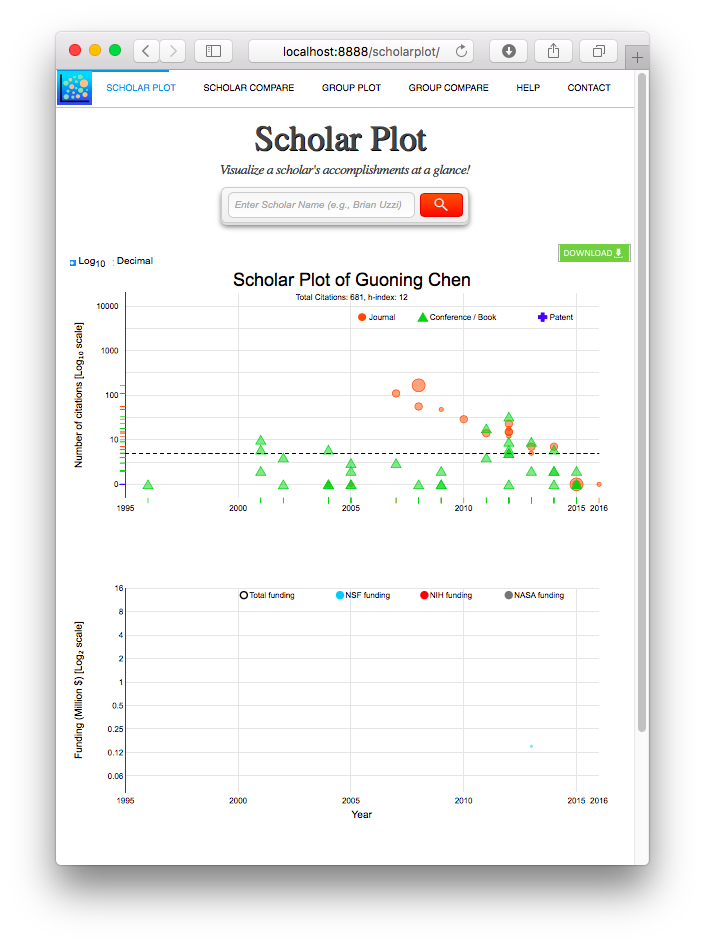 localhost:8888/scholarplot/
SCHOLAR PLOT SCHOLAR COMPARE GROUP PLOT GROUP COMPARE HELP CONTACT
Scholar Plot
Visualize a scholar's accomplishments at a glance!
Enter Scholar Name (e.g., Brian Uzzi)
DOWNLOAD
Log10 Decimal
Scholar Plot of Guoning Chen
Total Citations: 681, h-index: 12
Journal Conference / Book Patent
Number of citations [Log10 scale]
10000
1000
100
10
0
1995 2000 2005 2010 2015 2016
Total funding NSF funding NIH funding NASA funding
Funding (Million $) [Log2 scale]
16
8
4
2
1
0.5
0.25
0.12
0.06
1995 2000 2005 2010 2015 2016
Year